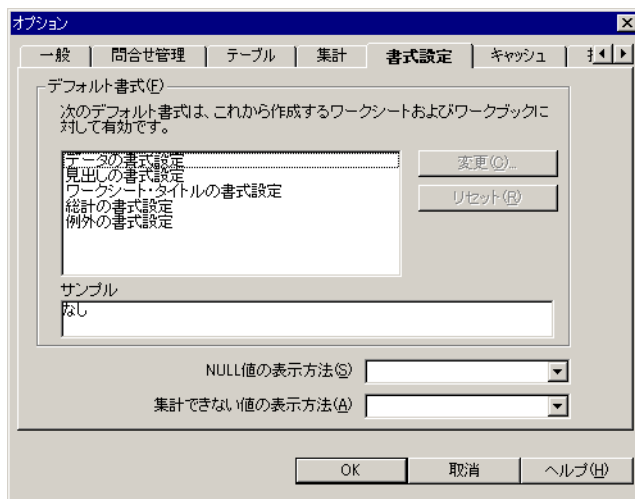 オプション
一般 問合せ管理 テーブル 集計 書式設定 キャッシュ
デフォルト書式(F)
次のデフォルト書式は、これから作成するワークシートおよびワークブックに
対して有効です。
データの書式設定
見出しの書式設定
ワークシート・タイトルの書式設定
総計の書式設定
例外の書式設定
変更(C)...
リセット(R)
サンプル
なし
NULL値の表示方法(S)
集計できない値の表示方法(A)
OK 取消 ヘルプ(H)